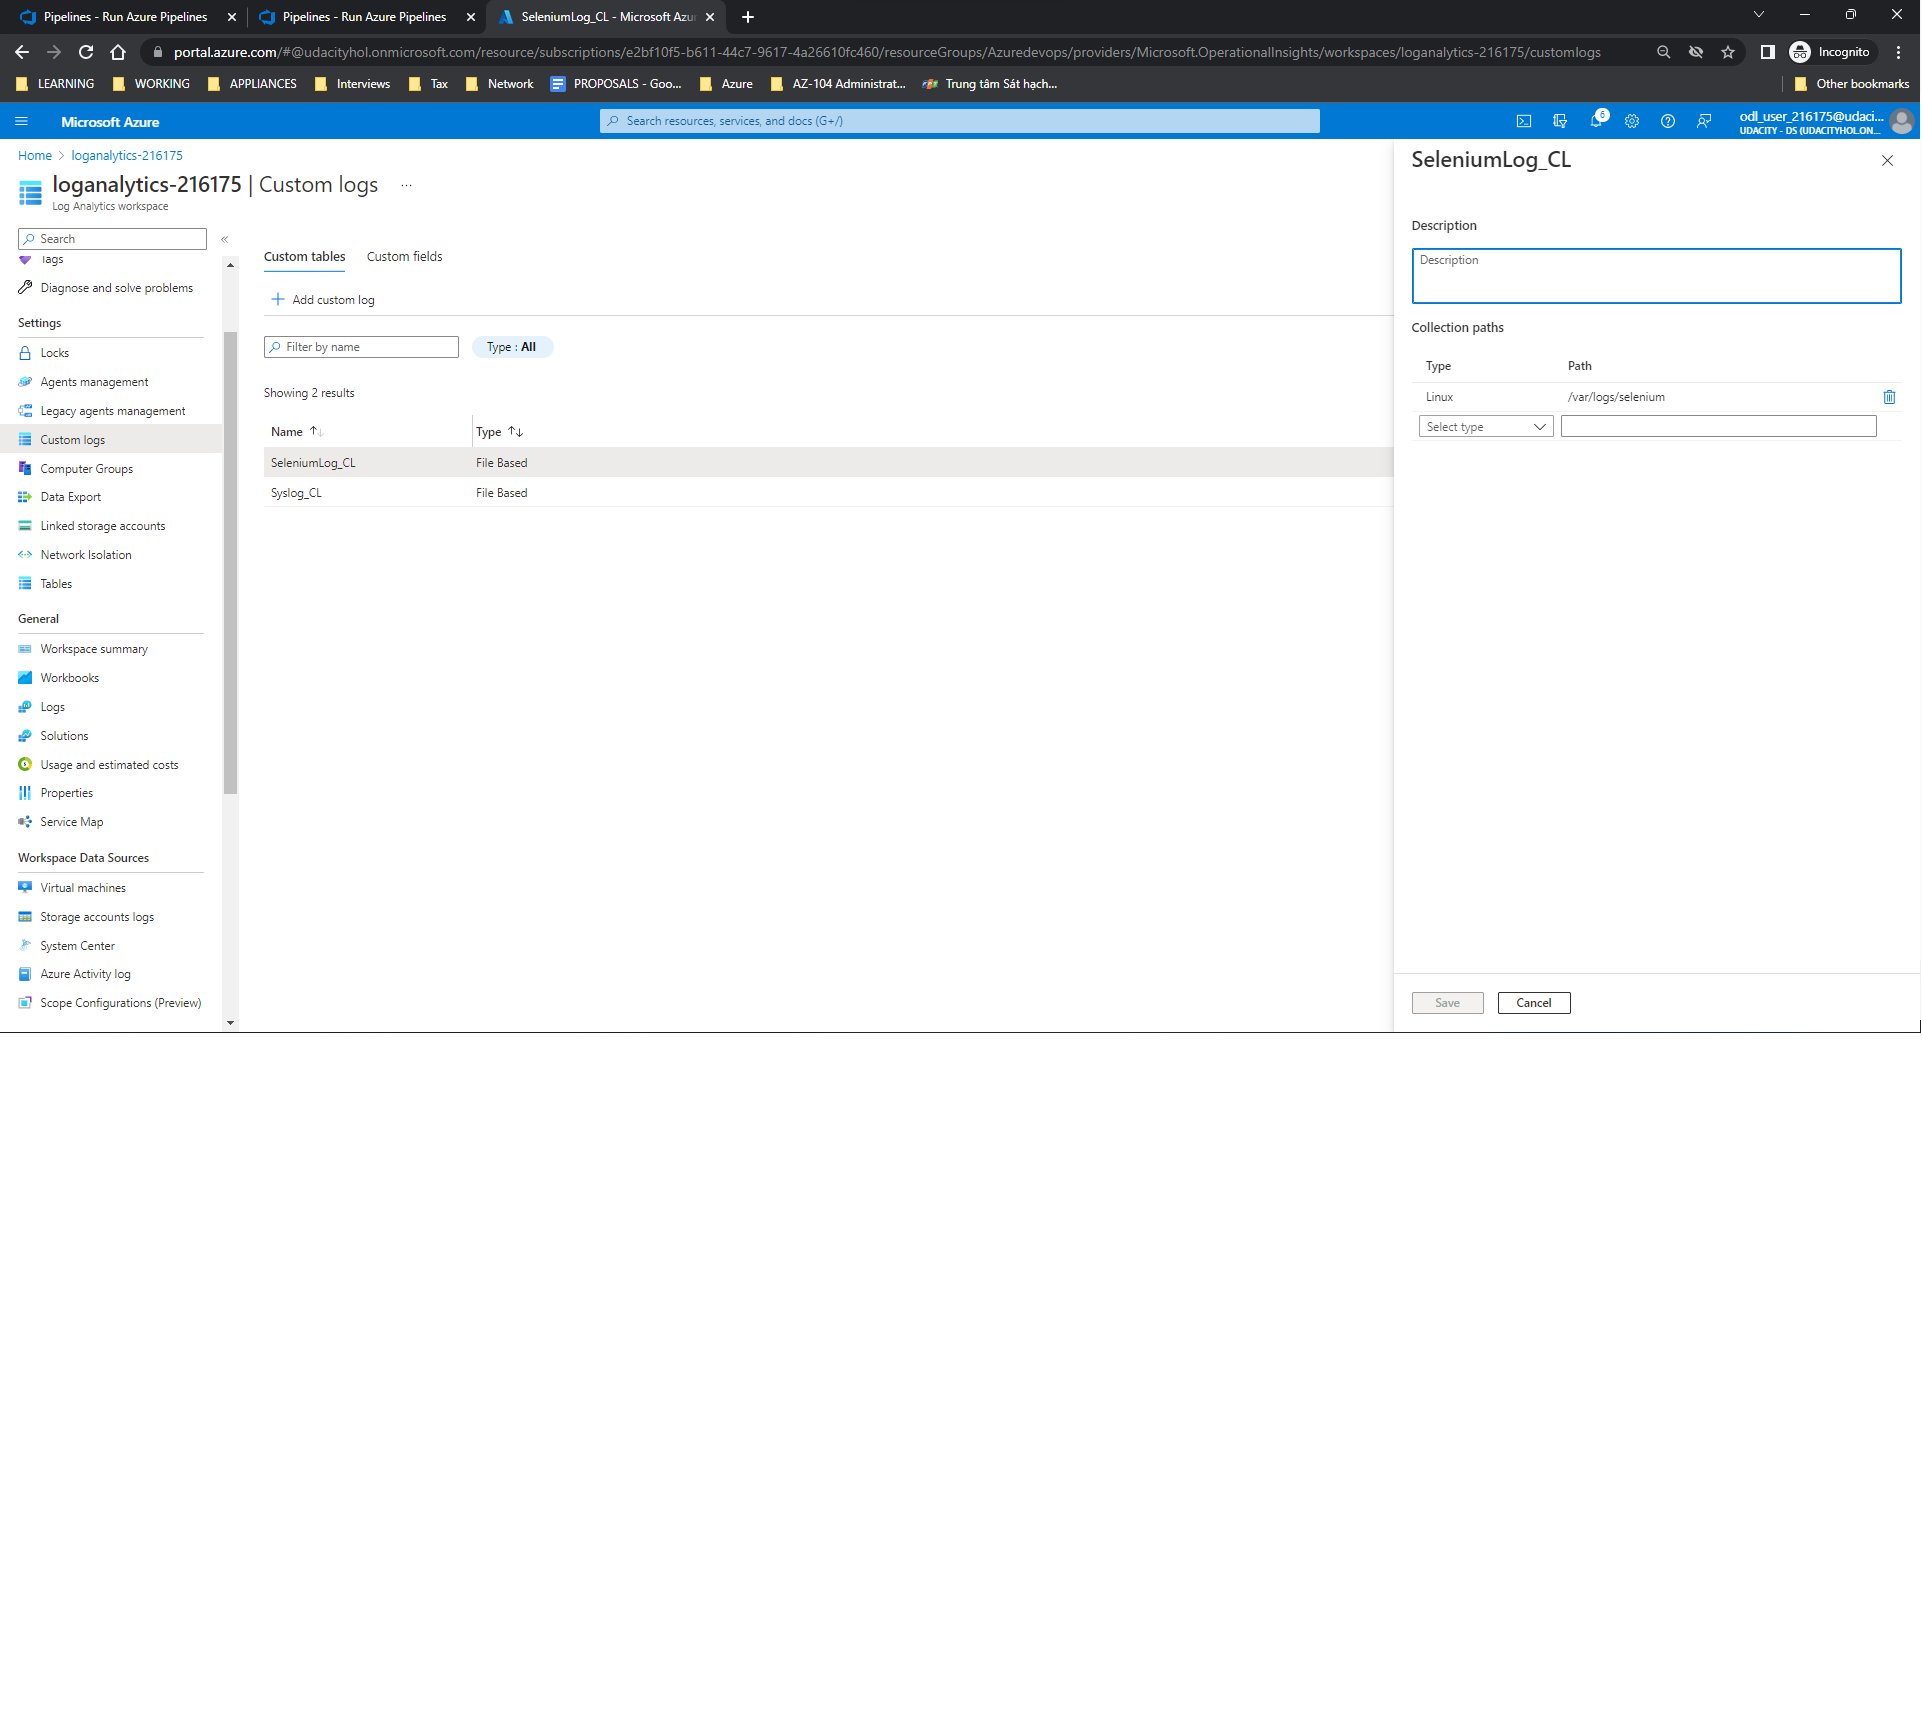 Pipelines - Run Azure Pipelines
Pipelines - Run Azure Pipelines
SeleniumLog_CL - Microsoft Azu
portal.azure.com/#@udacityhol.onmicrosoft.com/resource/subscriptions/e2bf10f5-b611-44c7-9617-4a26610fc460/resourceGroups/Azuredevops/providers/Microsoft.OperationalInsights/workspaces/loganalytics-216175/customlogs
Incognito
LEARNING
WORKING
APPLIANCES
Interviews
Tax
Network
PROPOSALS - Goo...
Azure
AZ-104 Administrat...
Trung tâm Sát hạch...
Other bookmarks
Microsoft Azure
Search resources, services, and docs (G+/)
6
odl_user_216175@udaci...
UDACITY - DS (UDACITYHOL.ON...
Home > loganalytics-216175
loganalytics-216175 | Custom logs ...
Log Analytics workspace
Search
«
Tags
Diagnose and solve problems
Settings
Locks
Agents management
Legacy agents management
Custom logs
Computer Groups
Data Export
Linked storage accounts
Network Isolation
Tables
General
Workspace summary
Workbooks
Logs
Solutions
Usage and estimated costs
Properties
Service Map
Workspace Data Sources
Virtual machines
Storage accounts logs
System Center
Azure Activity log
Scope Configurations (Preview)
Custom tables
Custom fields
Add custom log
Filter by name
Type : All
Showing 2 results
Name ↑↓ Type ↑↓
SeleniumLog_CL File Based
Syslog_CL File Based
SeleniumLog_CL
Description
Description
Collection paths
Type Path
Linux /var/logs/selenium
Select type
Save
Cancel